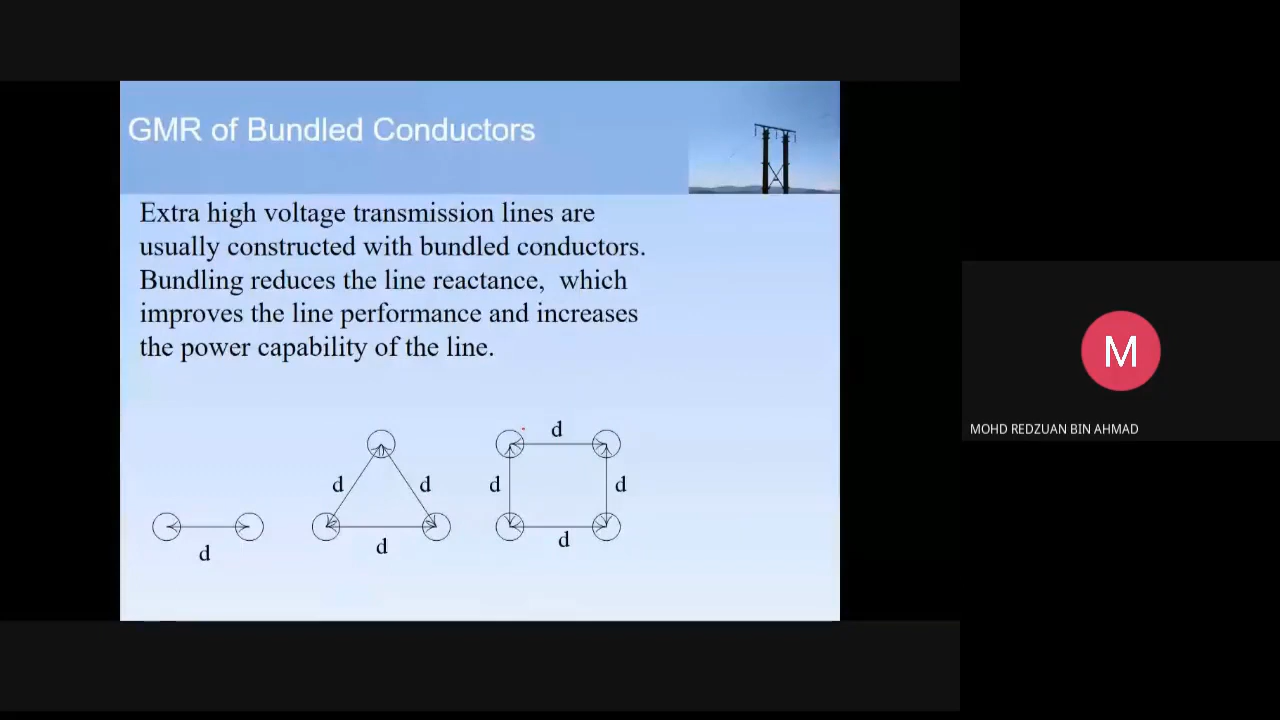 GMR of Bundled Conductors
Extra high voltage transmission lines are
usually constructed with bundled conductors.
Bundling reduces the line reactance,  which
improves the line performance and increases
the power capability of the line.
d
d
d
d
d
d
d
d
M
MOHD REDZUAN BIN AHMAD